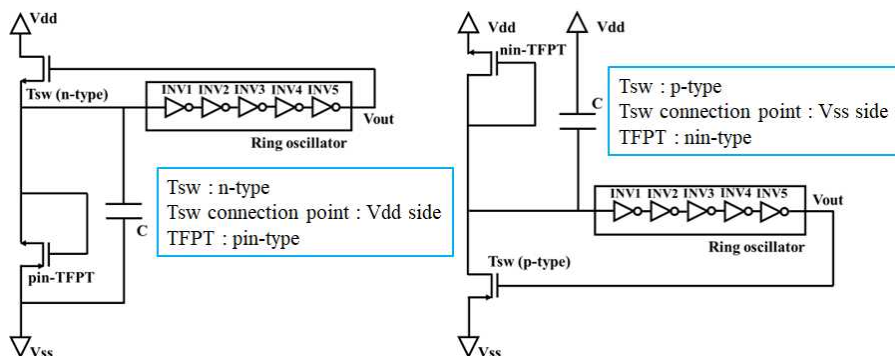 Vdd
Tsw (n-type)
INV1 INV2 INV3 INV4 INV5
Vout
Ring oscillator
Tsw : n-type
Tsw connection point : Vdd side
TFPT : pin-type
C
pin-TFPT
Vss
Vdd
nin-TFPT
Vdd
C
Tsw : p-type
Tsw connection point : Vss side
TFPT : nin-type
INV1 INV2 INV3 INV4 INV5
Vout
Ring oscillator
Tsw (p-type)
Vss